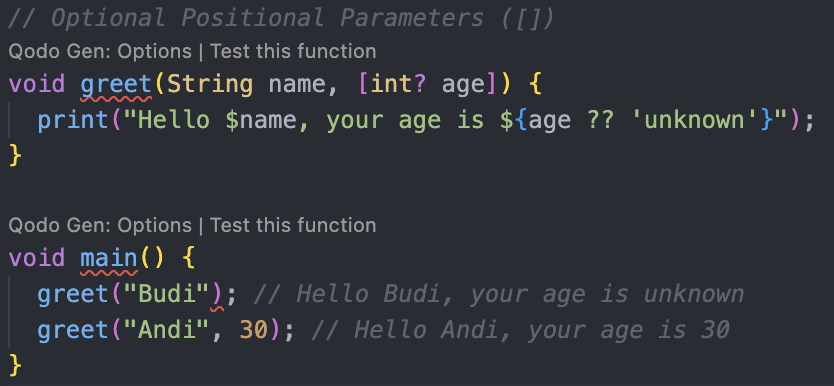 // Optional Positional Parameters ([])
Qodo Gen: Options | Test this function
void greet(String name, [int? age]) {
print("Hello $name, your age is ${age ?? 'unknown'}");
}
Qodo Gen: Options | Test this function
void main() {
greet("Budi"); // Hello Budi, your age is unknown
greet("Andi", 30); // Hello Andi, your age is 30
}